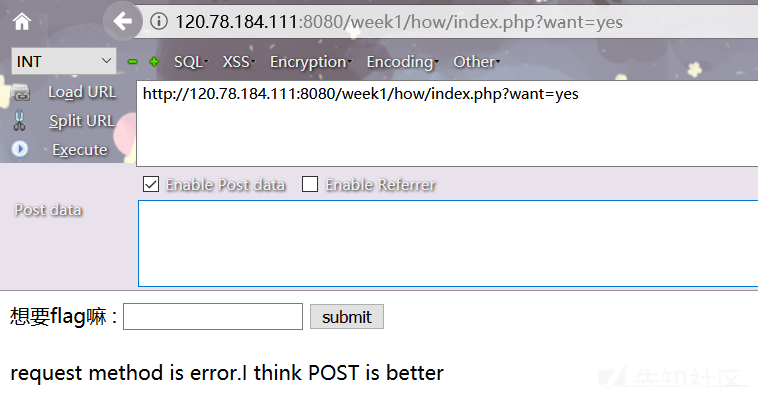 120.78.184.111:8080/week1/how/index.php?want=yes
INT SQL XSS Encryption Encoding Other
Load URL http://120.78.184.111:8080/week1/how/index.php?want=yes
Split URL
Execute
Enable Post data Enable Referrer
Post data
想要flag嘛 : submit
request method is error.I think POST is better
先知社区